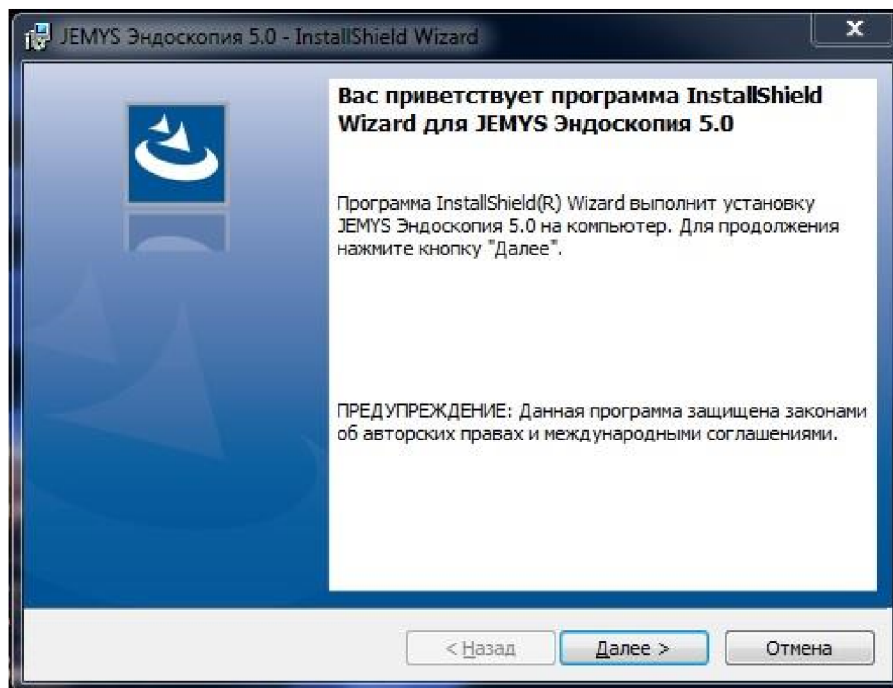 JEMYS Эндоскопия 5.0 - InstallShield Wizard
Вас приветствует программа InstallShield
Wizard для JEMYS Эндоскопия 5.0
Программа InstallShield(R) Wizard выполнит установку
JEMYS Эндоскопия 5.0 на компьютер. Для продолжения
нажмите кнопку "Далее".
ПРЕДУПРЕЖДЕНИЕ: Данная программа защищена законами
об авторских правах и международными соглашениями.
< Назад Далее > Отмена